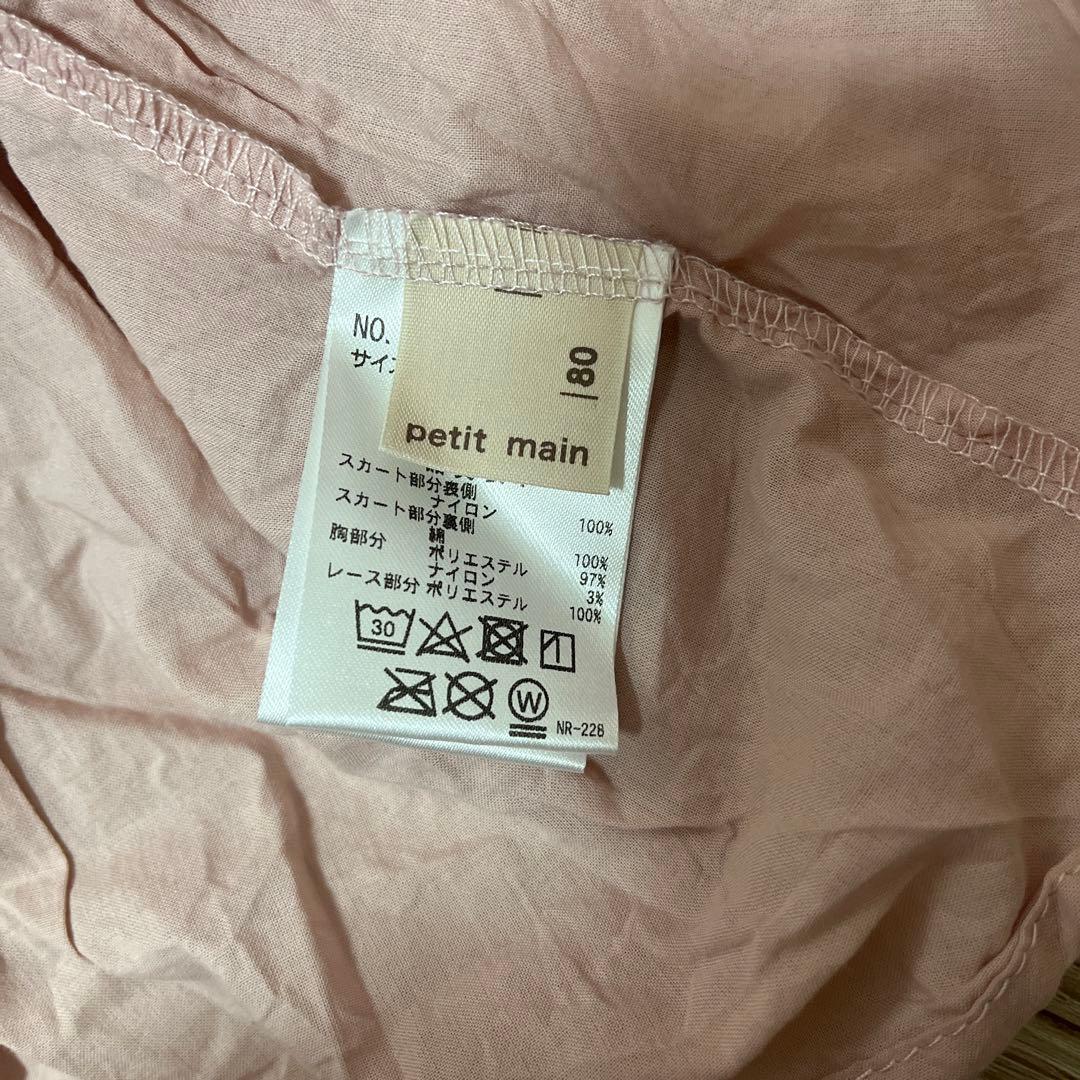 NO.
サイ
80
petit main
スカート部分表側
ナイロン 100%
スカート部分裏側
綿 100%
胸部分 ポリエステル 97%
ナイロン 3%
レース部分 ポリエステル 100%
30
W
NR-228